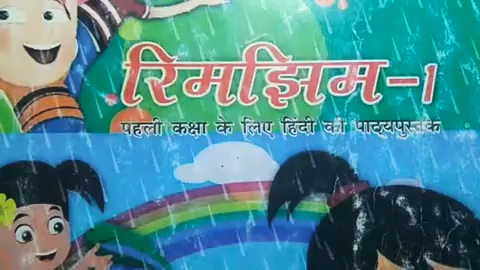 रिमझिम-1
पहली कक्षा के लिए हिंदी की पाठ्यपुस्तक